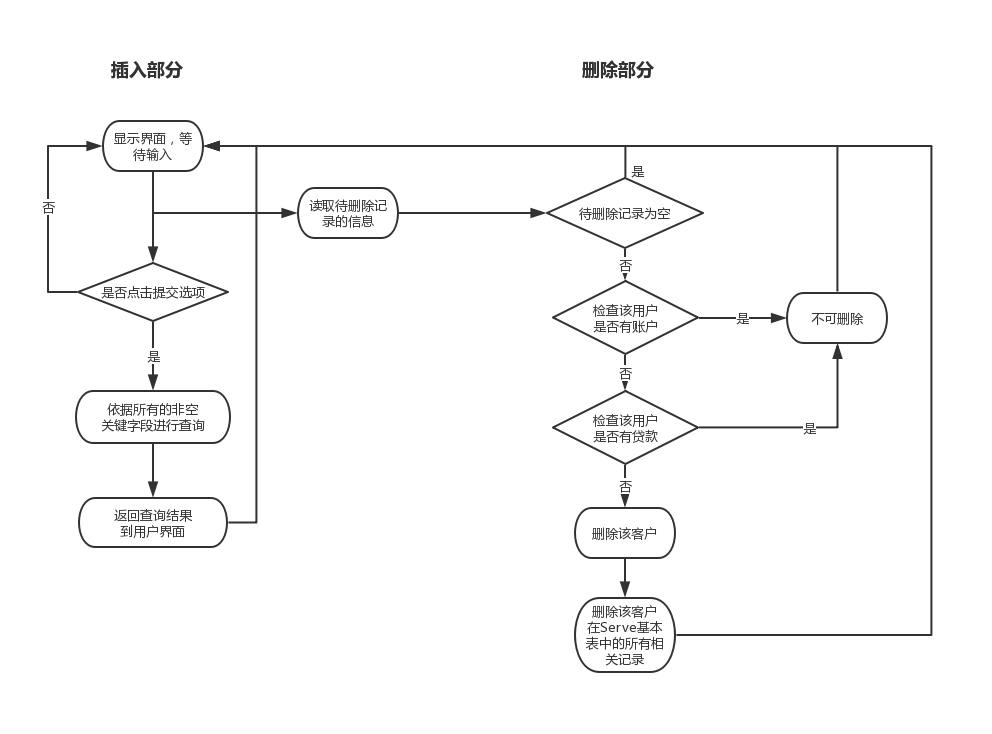 插入部分
删除部分
显示界面，等
待输入
否
是否点击提交选项
是
依据所有的非空
关键字段进行查询
返回查询结果
到用户界面
读取待删除记
录的信息
是
待删除记录为空
否
检查该用户
是否有账户
是
不可删除
否
检查该用户
是否有贷款
是
否
删除该客户
删除该客户
在Serve基本
表中的所有相
关记录